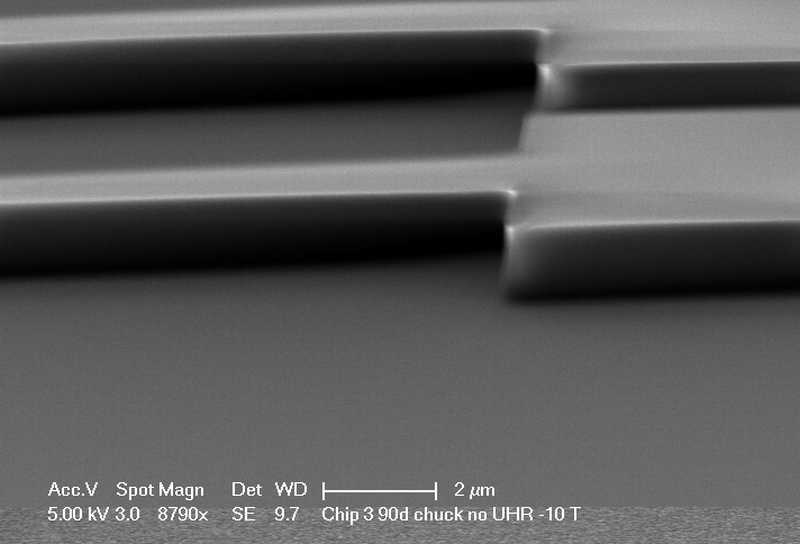 Acc.V Spot Magn Det WD 2 µm
5.00 kV 3.0 8790x SE 9.7 Chip 3 90d chuck no UHR -10 T